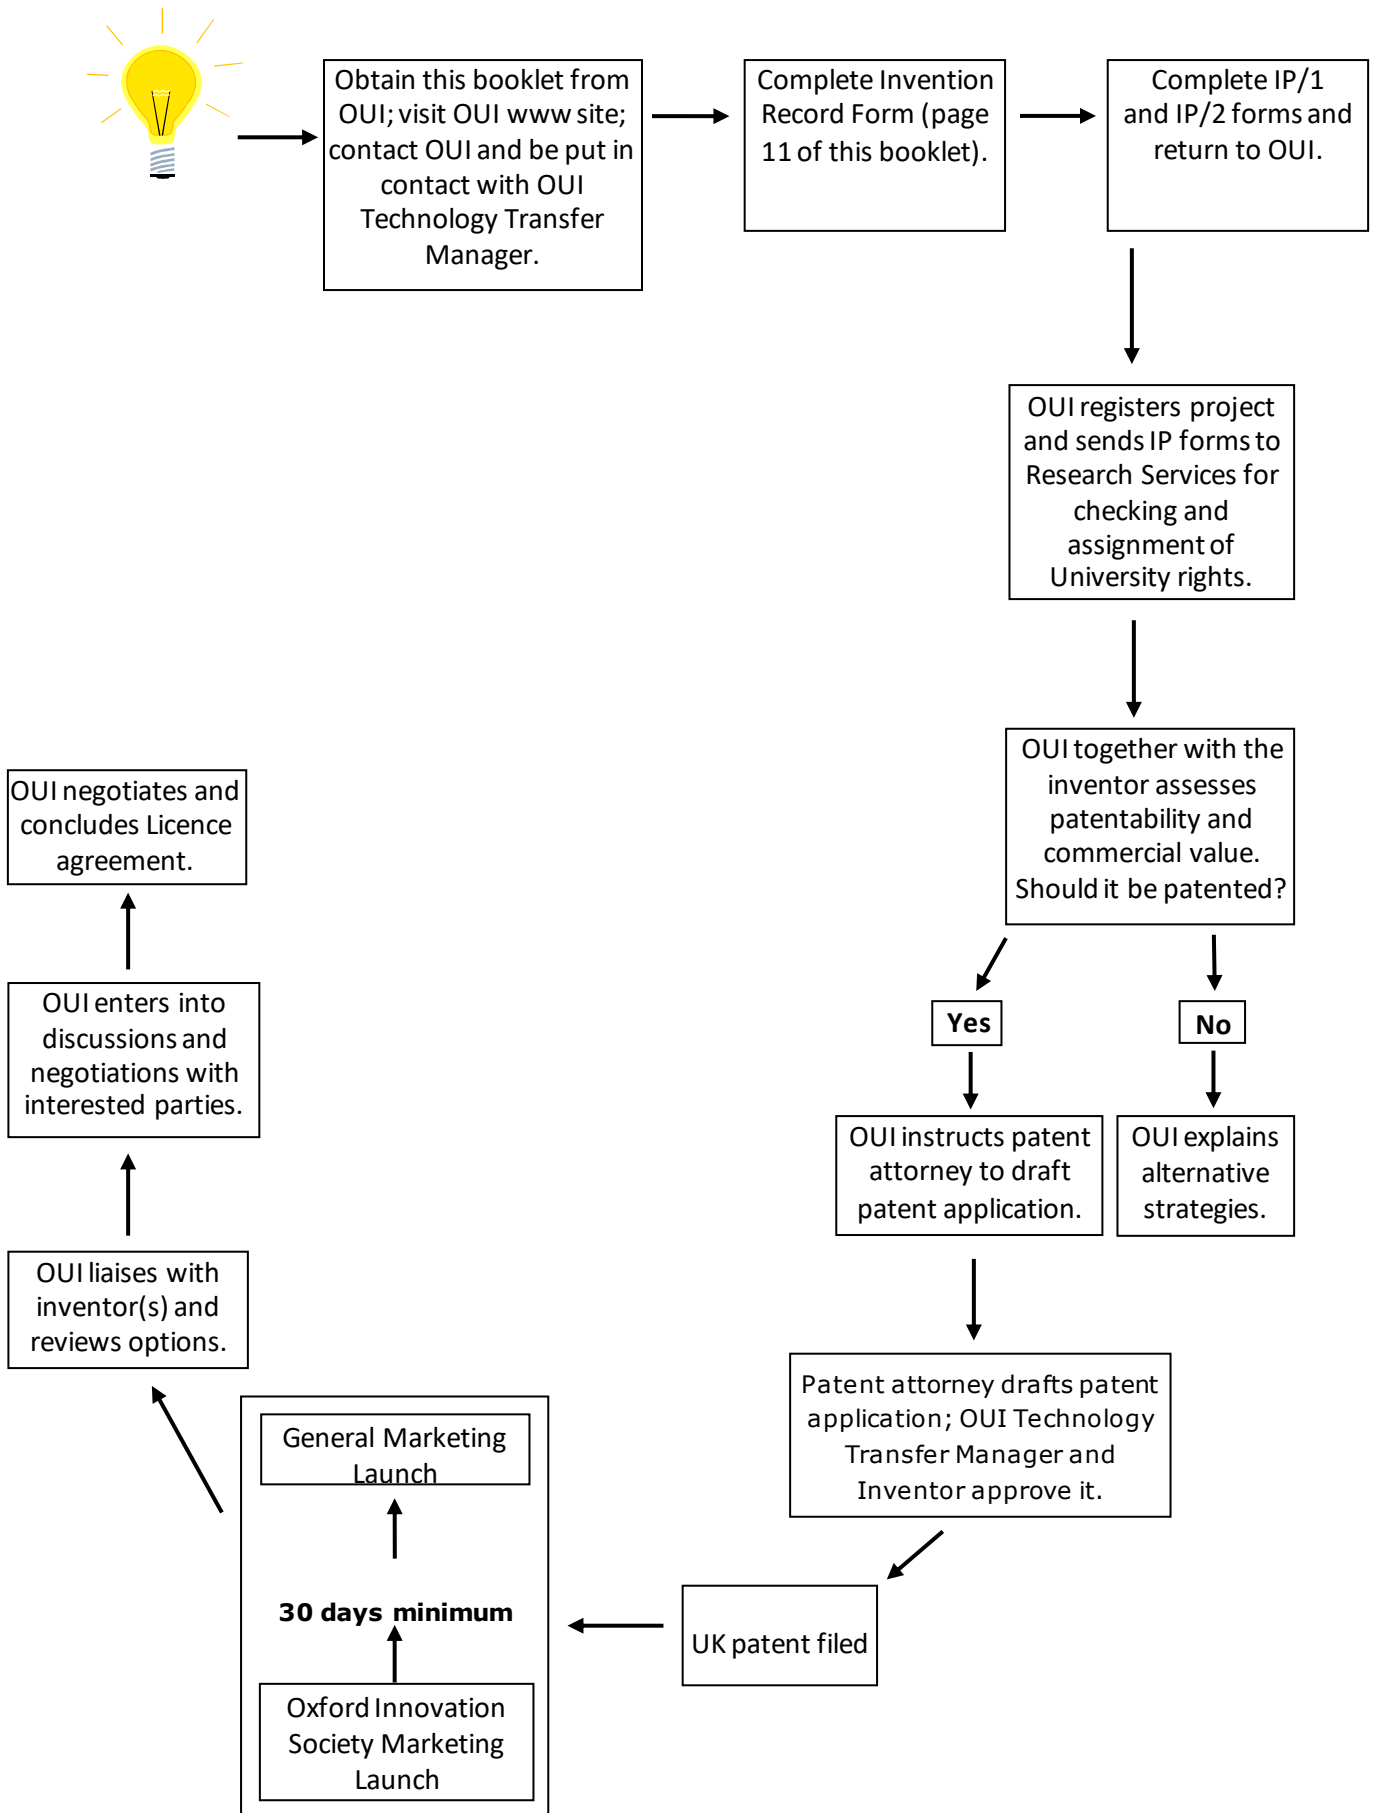 Obtain this booklet from
OUI; visit OUI www site;
contact OUI and be put in
contact with OUI
Technology Transfer
Manager.
Complete Invention
Record Form (page
11 of this booklet).
Complete IP/1
and IP/2 forms and
return to OUI.
OUI registers project
and sends IP forms to
Research Services for
checking and
assignment of
University rights.
OUI together with the
inventor assesses
patentability and
commercial value.
Should it be patented?
Yes
No
OUI instructs patent
attorney to draft
patent application.
OUI explains
alternative
strategies.
Patent attorney drafts patent
application; OUI Technology
Transfer Manager and
Inventor approve it.
UK patent filed
Oxford Innovation
Society Marketing
Launch
30 days minimum
General Marketing
Launch
OUI liaises with
inventor(s) and
reviews options.
OUI enters into
discussions and
negotiations with
interested parties.
OUI negotiates and
concludes Licence
agreement.